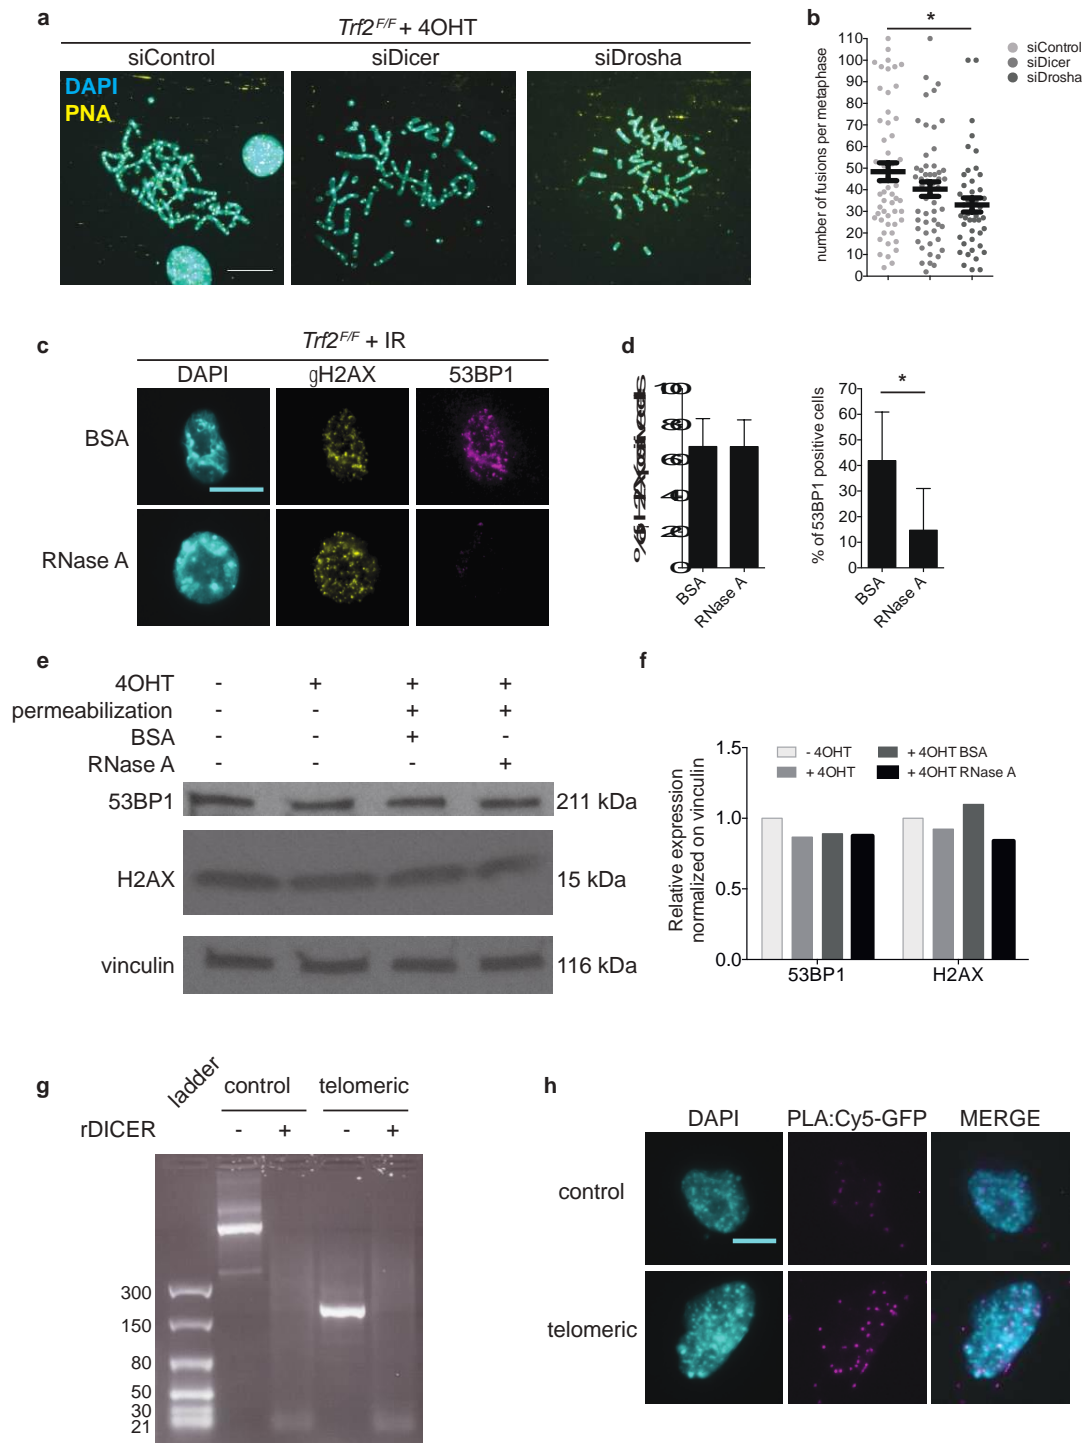 a
Trf2F/F + 4OHT
siControl siDicer siDrosha
DAPI
PNA
b
*
number of fusions per metaphase
110
100
90
80
70
60
50
40
30
20
10
0
siControl
siDicer
siDrosha
c
Trf2F/F + IR
DAPI gH2AX 53BP1
BSA
RNase A
d
100
80
60
40
20
0
BSA RNase A
*
% of 53BP1 positive cells
70
60
50
40
30
20
10
0
BSA RNase A
e
4OHT - + + +
permeabilization - - + +
BSA - - + -
RNase A - - - +
53BP1 211 kDa
H2AX 15 kDa
vinculin 116 kDa
f
Relative expression
normalized on vinculin
1.5
1.0
0.5
0.0
- 4OHT + 4OHT BSA
+ 4OHT + 4OHT RNase A
53BP1 H2AX
g
ladder control telomeric
rDICER - + - +
300
150
80
50
30
21
h
DAPI PLA:Cy5-GFP MERGE
control
telomeric